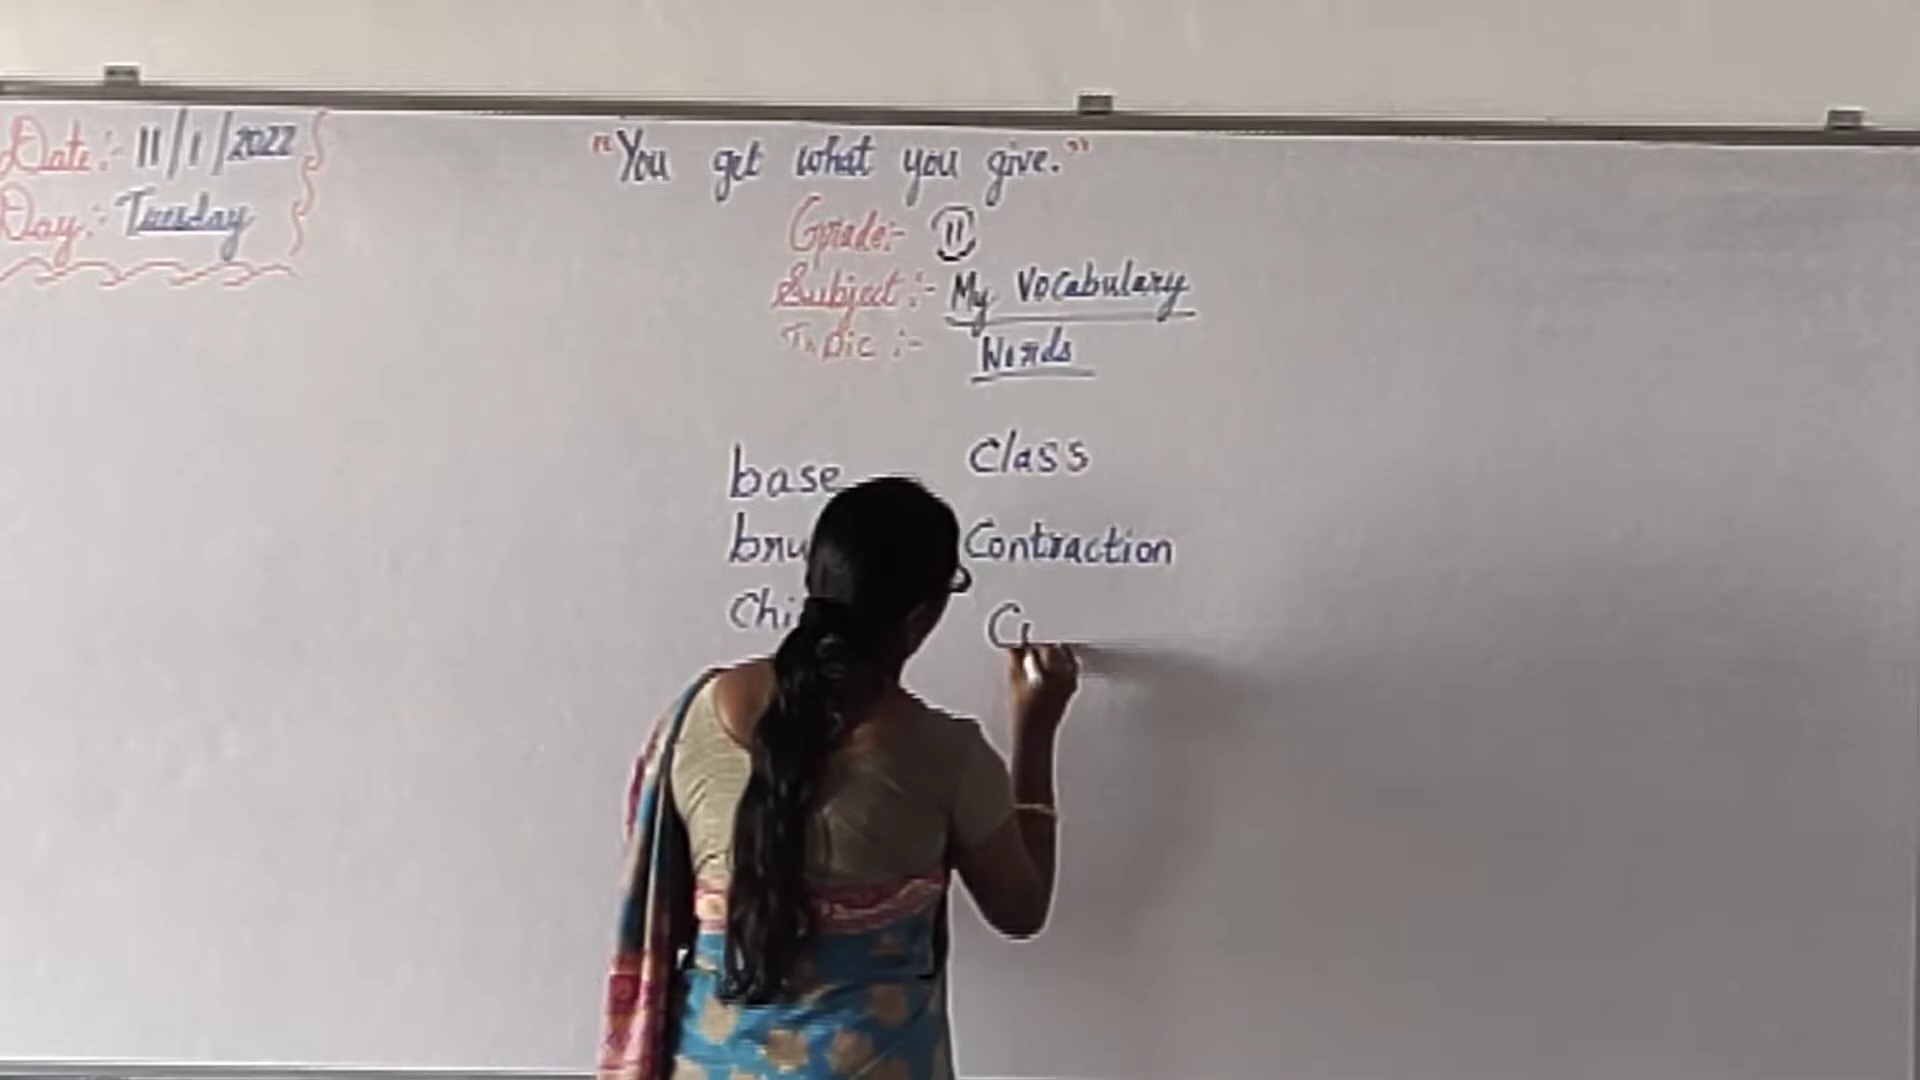 Date:- 11/1/2022
Day:- Tuesday
"You get what you give."
Grade:- II
Subject:- My Vocabulary
Topic :- Words
base
Class
Contraction